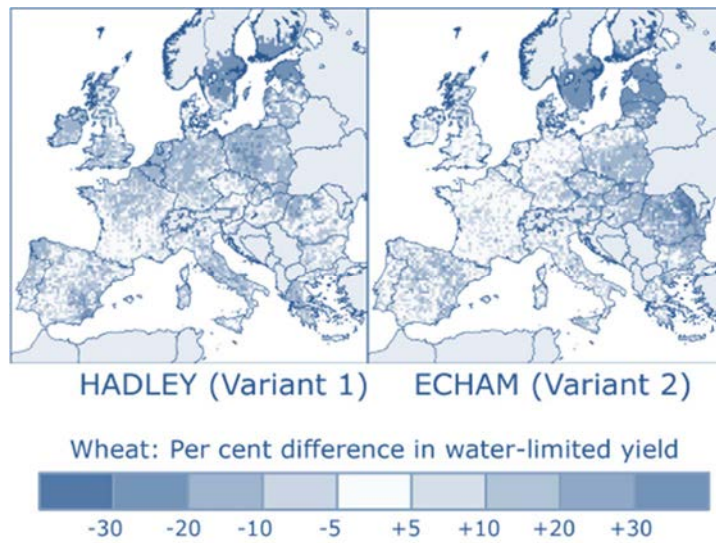 HADLEY (Variant 1) ECHAM (Variant 2)
Wheat: Per cent difference in water-limited yield
-30 -20 -10 -5 +5 +10 +20 +30